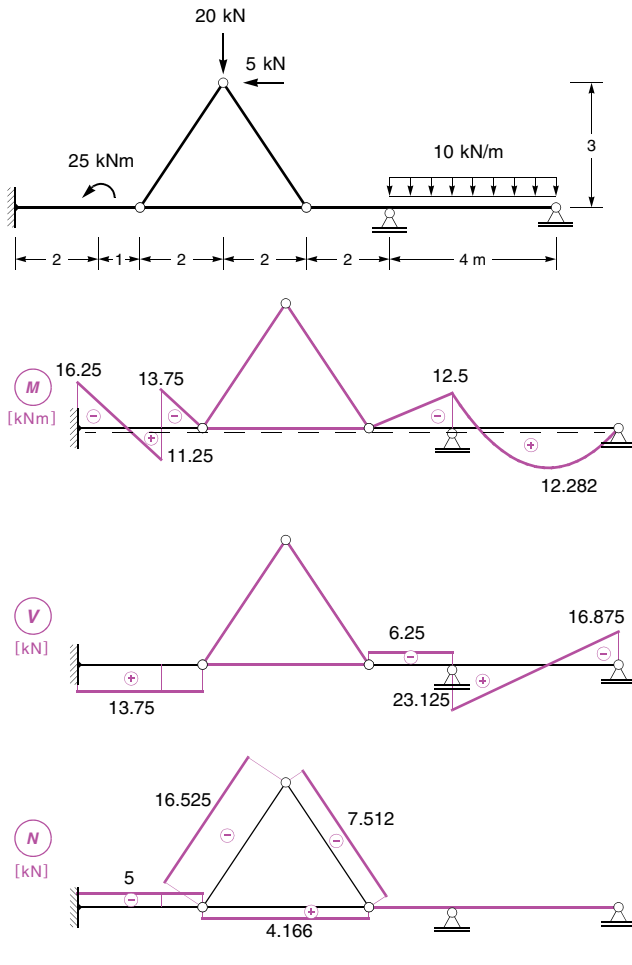 20 kN
5 kN
25 kNm
10 kN/m
3
2 1 2 2 2 4 m
M
[kNm]
16.25 13.75 12.5
11.25
12.282
V
[kN]
6.25 16.875
13.75 23.125
N
[kN]
16.525 7.512
5
4.166